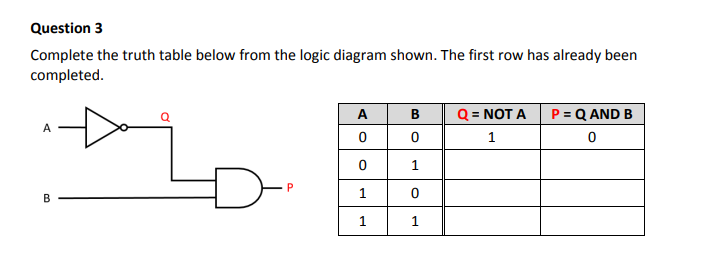 Question 3
Complete the truth table below from the logic diagram shown. The first row has already been
completed.
A
Q
B
P
A B Q = NOT A P = Q AND B
0 0 1 0
0 1
1 0
1 1